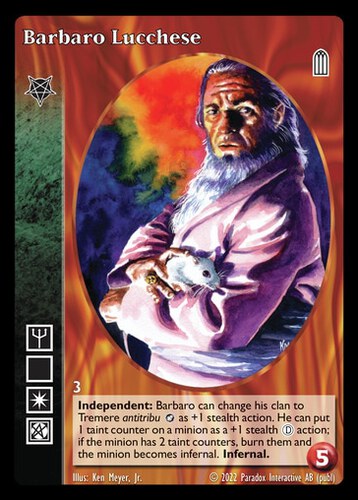 Barbaro Lucchese
3
Independent: Barbaro can change his clan to
Tremere antitribu as +1 stealth action. He can put
1 taint counter on a minion as a +1 stealth D action;
if the minion has 2 taint counters, burn them and
the minion becomes infernal. Infernal.
5
Illus: Ken Meyer, Jr. © 2022 Paradox Interactive AB (publ)